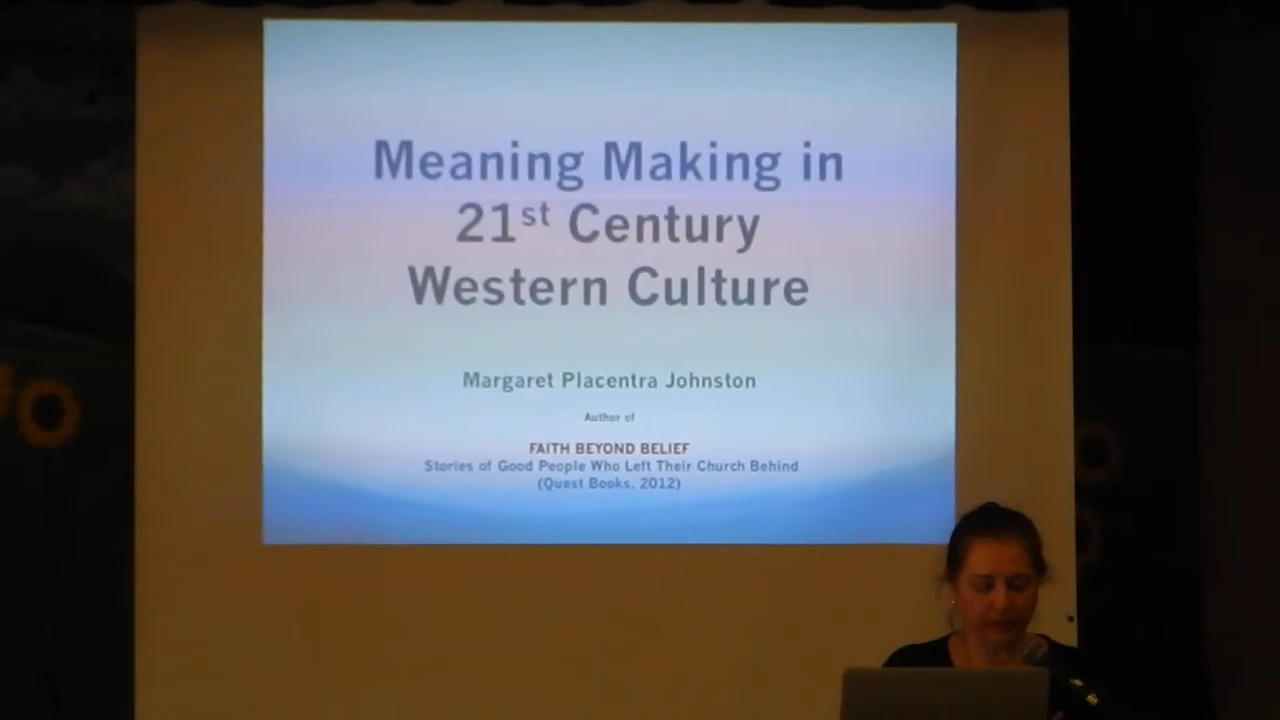 Meaning Making in
21st Century
Western Culture
Margaret Placentra Johnston
Author of
FAITH BEYOND BELIEF
Stories of Good People Who Left Their Church Behind
(Quest Books, 2012)